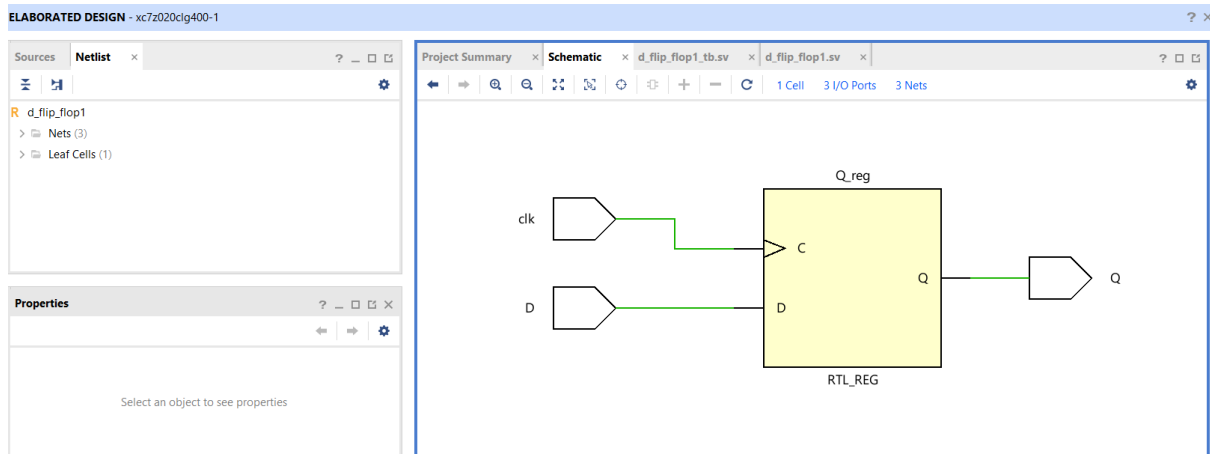 ELABORATED DESIGN - xc7z020clg400-1
Sources Netlist
R d_flip_flop1
Nets (3)
Leaf Cells (1)
Properties
Select an object to see properties
Project Summary Schematic d_flip_flop1_tb.sv d_flip_flop1.sv
1 Cell 3 I/O Ports 3 Nets
Q_reg
clk
C
Q
Q
D
D
RTL_REG